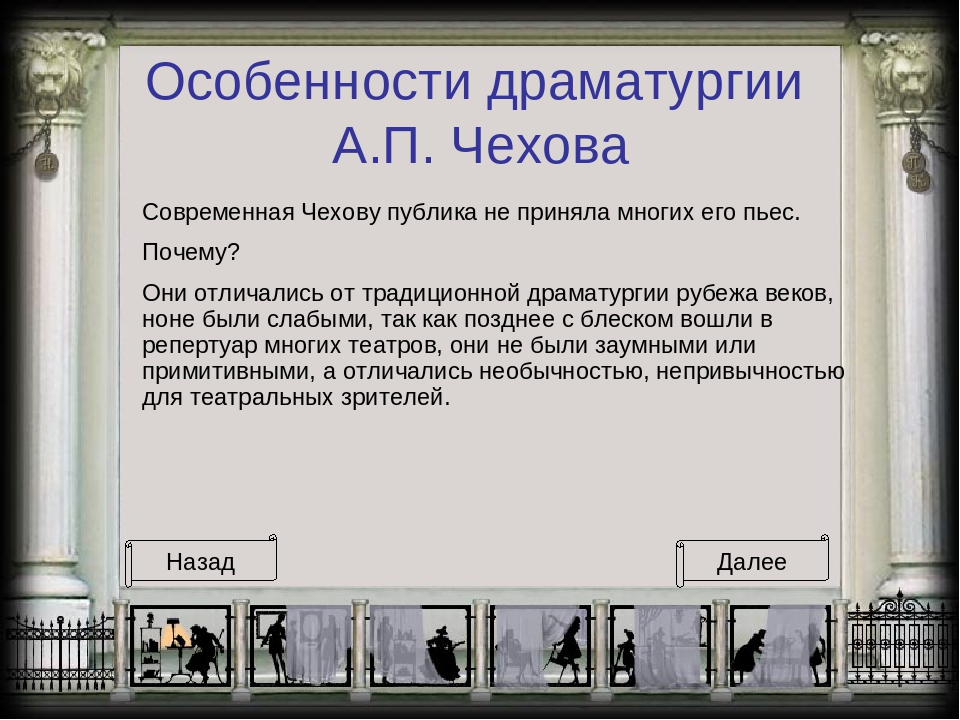 Особенности драматургии
А.П. Чехова
Современная Чехову публика не приняла многих его пьес.
Почему?
Они отличались от традиционной драматургии рубежа веков,
ноне были слабыми, так как позднее с блеском вошли в
репертуар многих театров, они не были заумными или
примитивными, а отличались необычностью, непривычностью
для театральных зрителей.
Назад
Далее